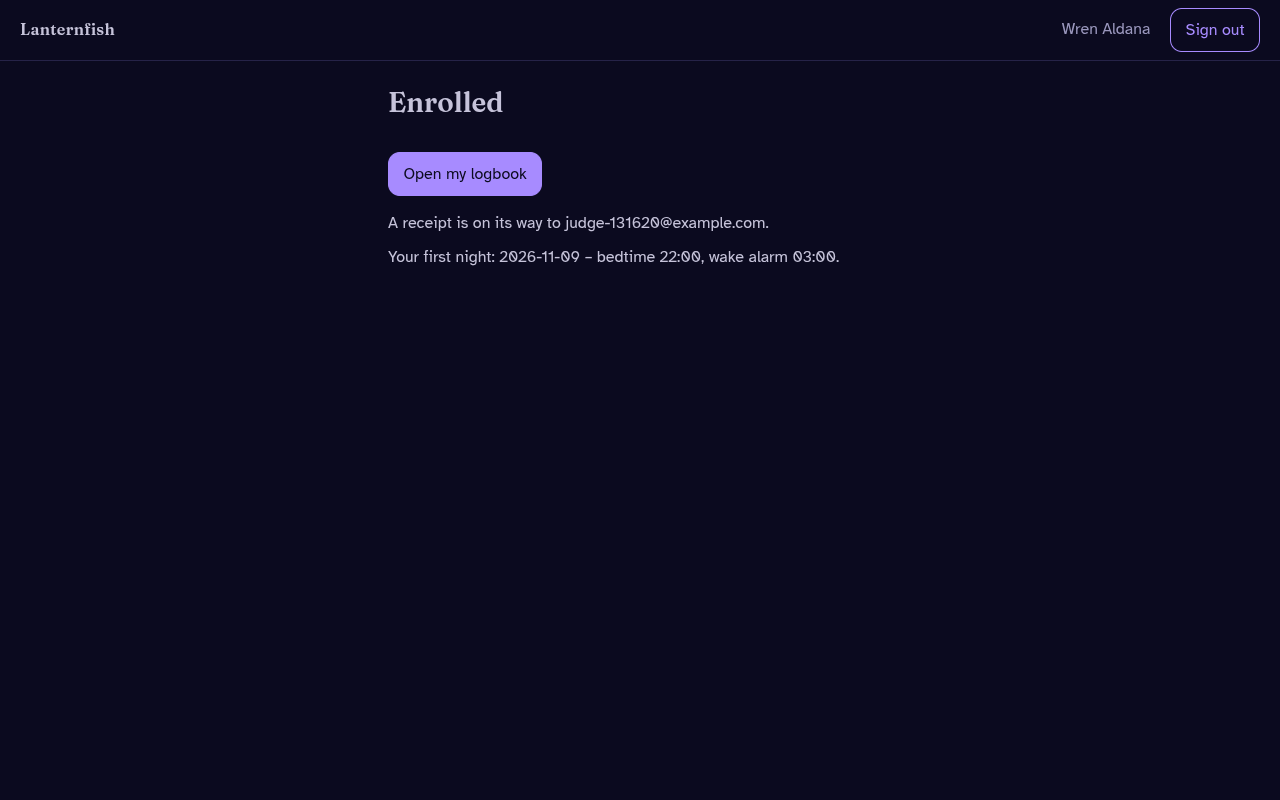 Lanternfish
Wren Aldana
Sign out
Enrolled
Open my logbook
A receipt is on its way to judge-131620@example.com.
Your first night: 2026-11-09 – bedtime 22:00, wake alarm 03:00.